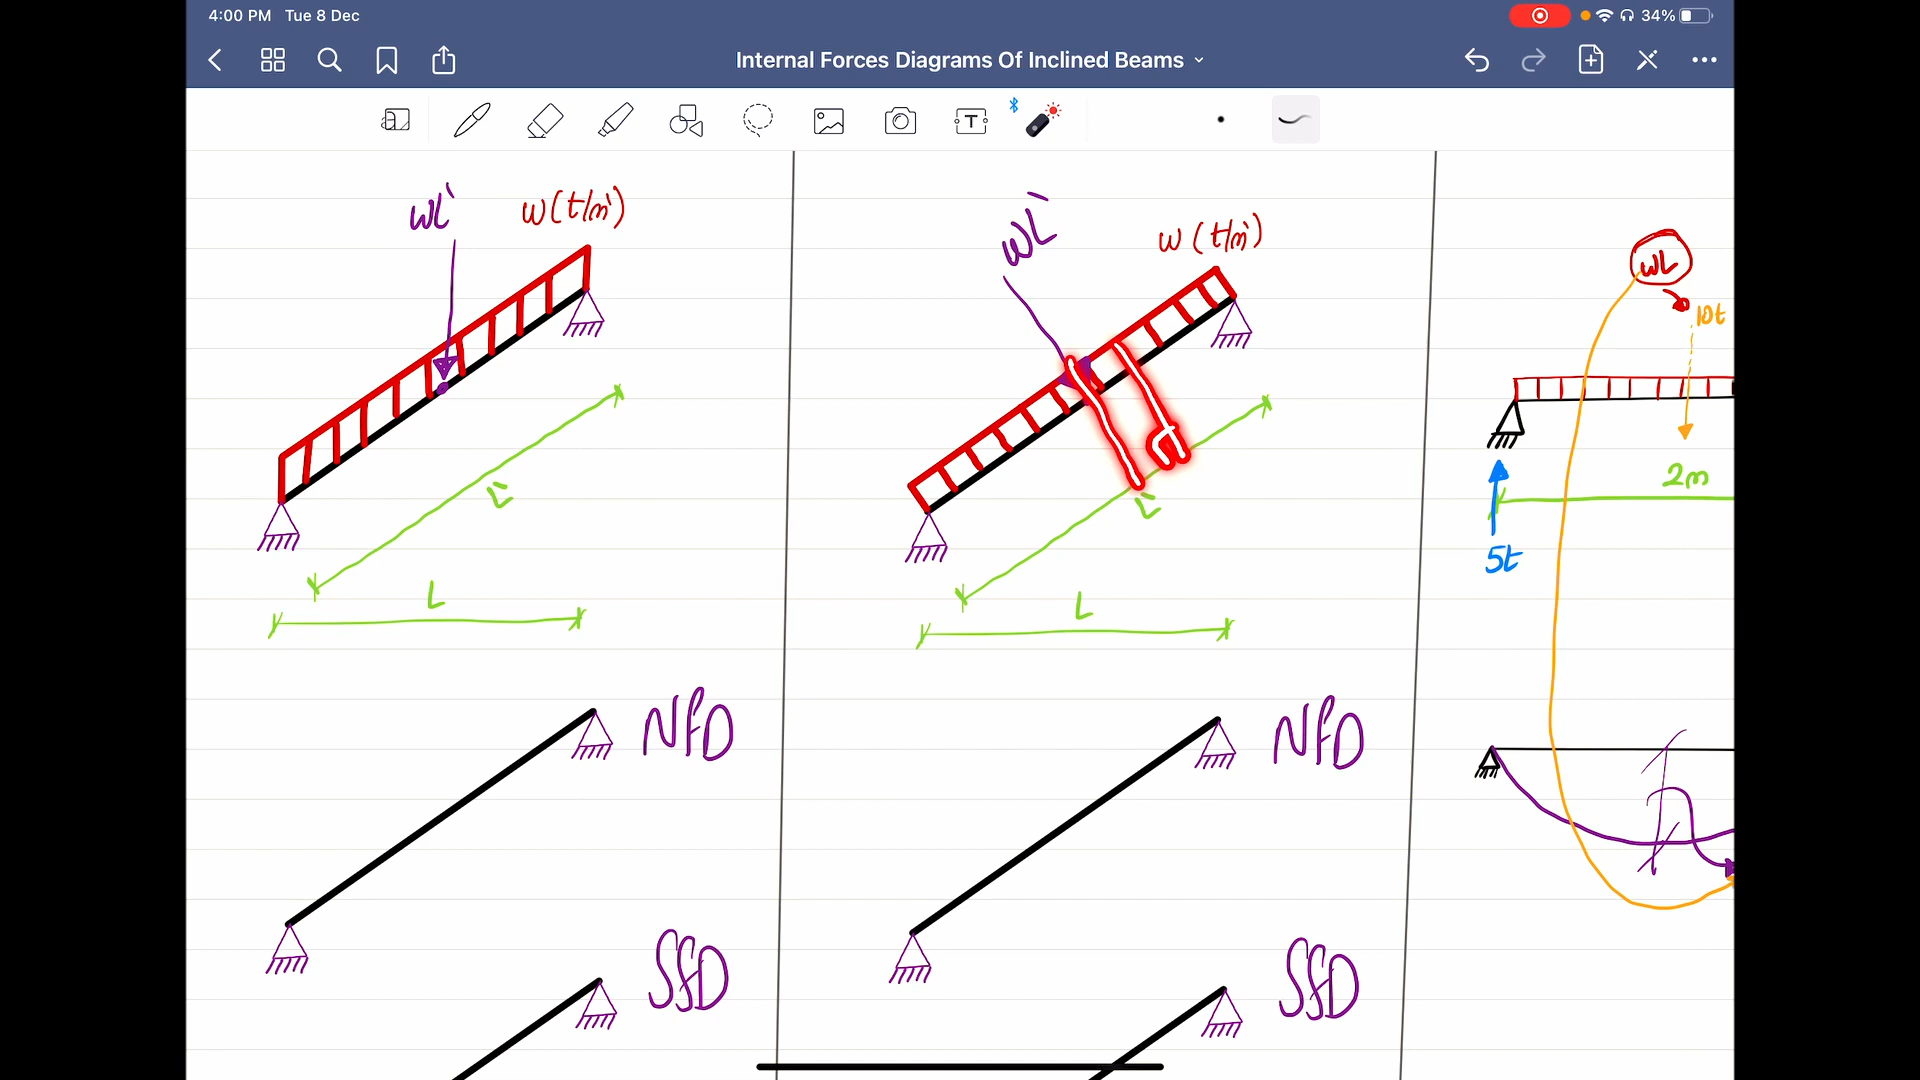 4:00 PM Tue 8 Dec
34%
Internal Forces Diagrams Of Inclined Beams
a
T
wL'
w(t/m')
L'
L
NFD
SFD
wL'
w (t/m')
L'
L
NFD
SFD
wL
10t
2m
5t